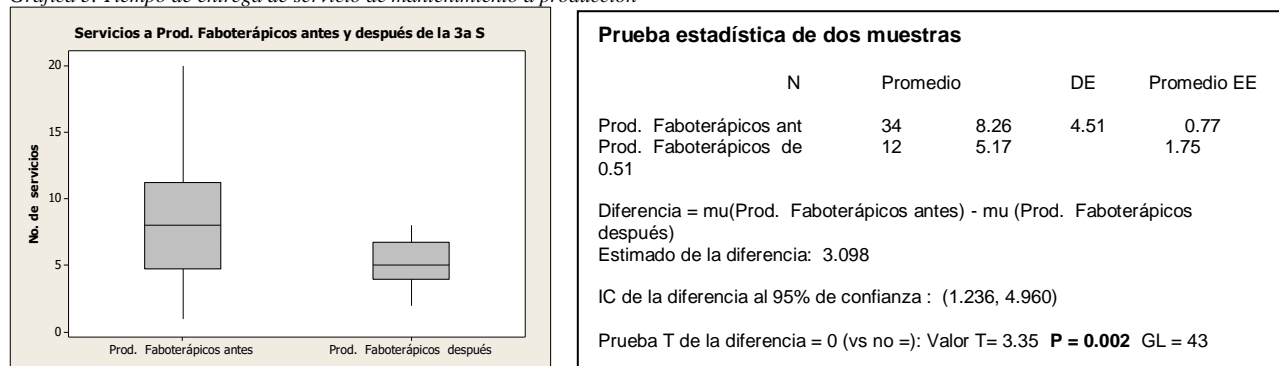 Gráfica 3. Tiempo de entrega de servicio de mantenimiento a producción
Servicios a Prod. Faboterápicos antes y después de la 3a S
No. de servicios
20
15
10
5
0
Prod. Faboterápicos antes
Prod. Faboterápicos después
Prueba estadística de dos muestras
N Promedio DE Promedio EE
Prod. Faboterápicos ant 34 8.26 4.51 0.77
Prod. Faboterápicos de 12 5.17 1.75
0.51
Diferencia = mu(Prod. Faboterápicos antes) - mu (Prod. Faboterápicos
después)
Estimado de la diferencia: 3.098
IC de la diferencia al 95% de confianza : (1.236, 4.960)
Prueba T de la diferencia = 0 (vs no =): Valor T= 3.35 P = 0.002 GL = 43